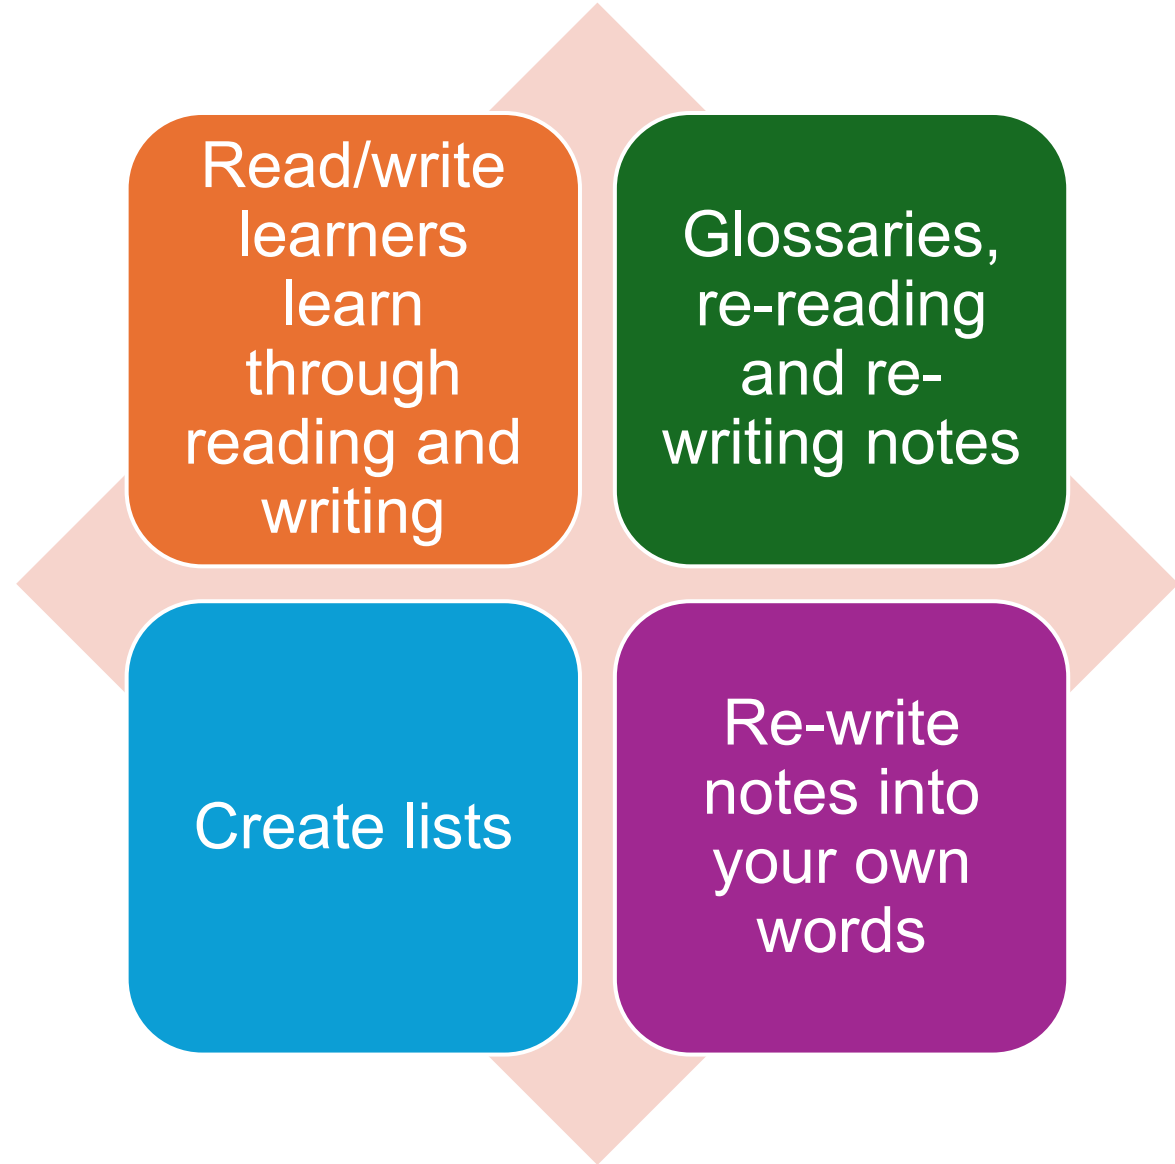 Read/write
learners
learn
through
reading and
writing
Glossaries,
re-reading
and re-
writing notes
Create lists
Re-write
notes into
your own
words